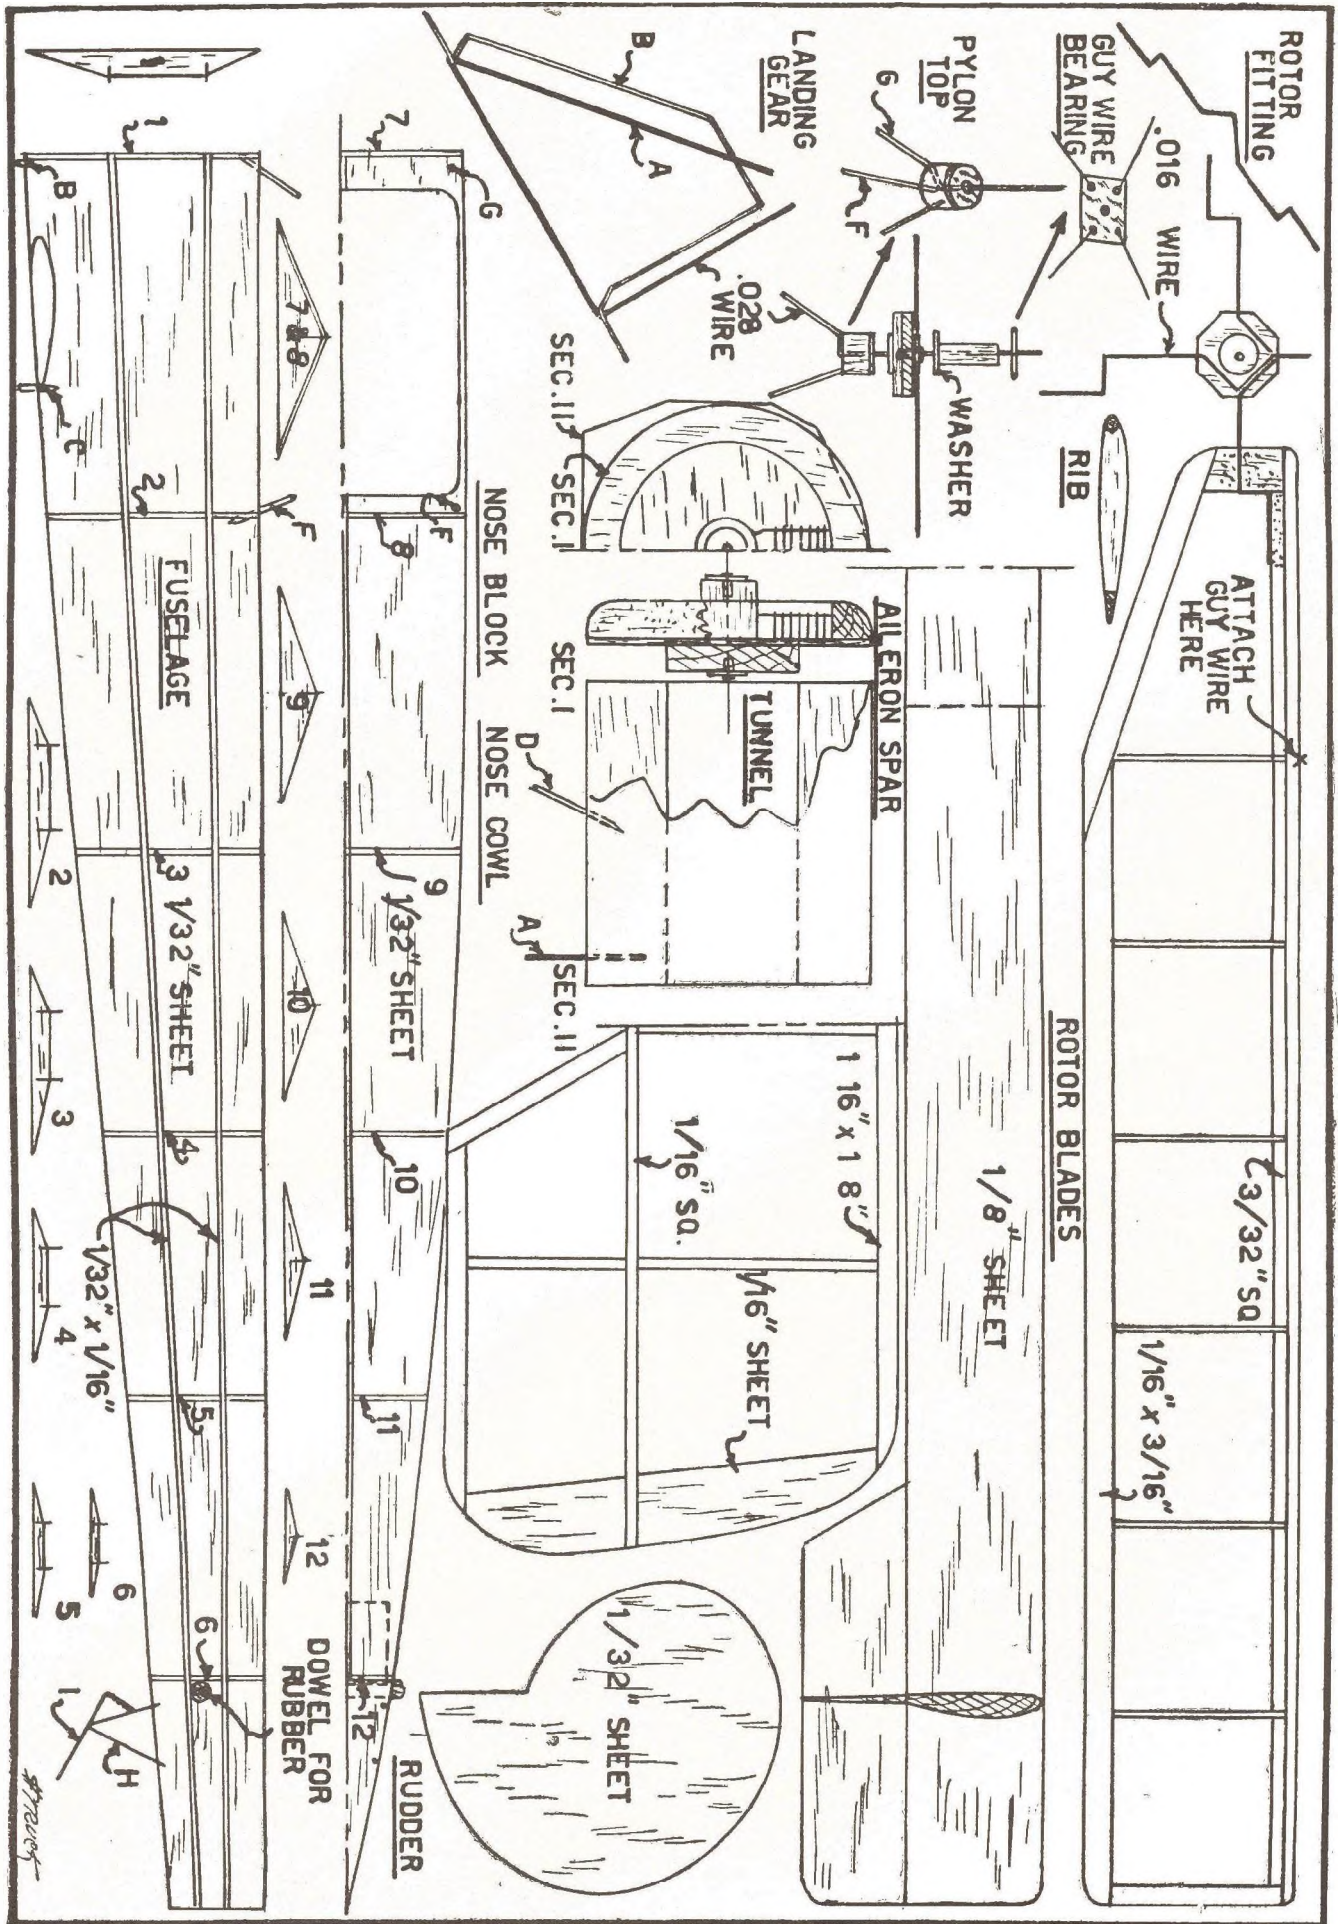 ROTOR
FITTING
GUY WIRE
BEARING
.016 WIRE
PYLON
TOP
G
F
LANDING
GEAR
B
A
.028
WIRE
WASHER
RIB
ATTACH
GUY WIRE
HERE
3/32" SQ
1/16" x 3/16"
ROTOR BLADES
1/8" SHEET
AILERON SPAR
SEC. II
SEC. I
SEC. I
SEC. II
TUNNEL
D
A
NOSE BLOCK
NOSE COWL
1 16" x 1 8"
1/16" SQ.
1/16" SHEET
1/32" SHEET
RUDDER
7
G
F
8
9
1/32" SHEET
10
11
12
DOWEL FOR
RUBBER
7 & 8
9
10
11
12
1
B
C
2
F
FUSELAGE
3 1/32" SHEET
4
1/32" x 1/16"
5
6
2
3
4
5
6
I
H